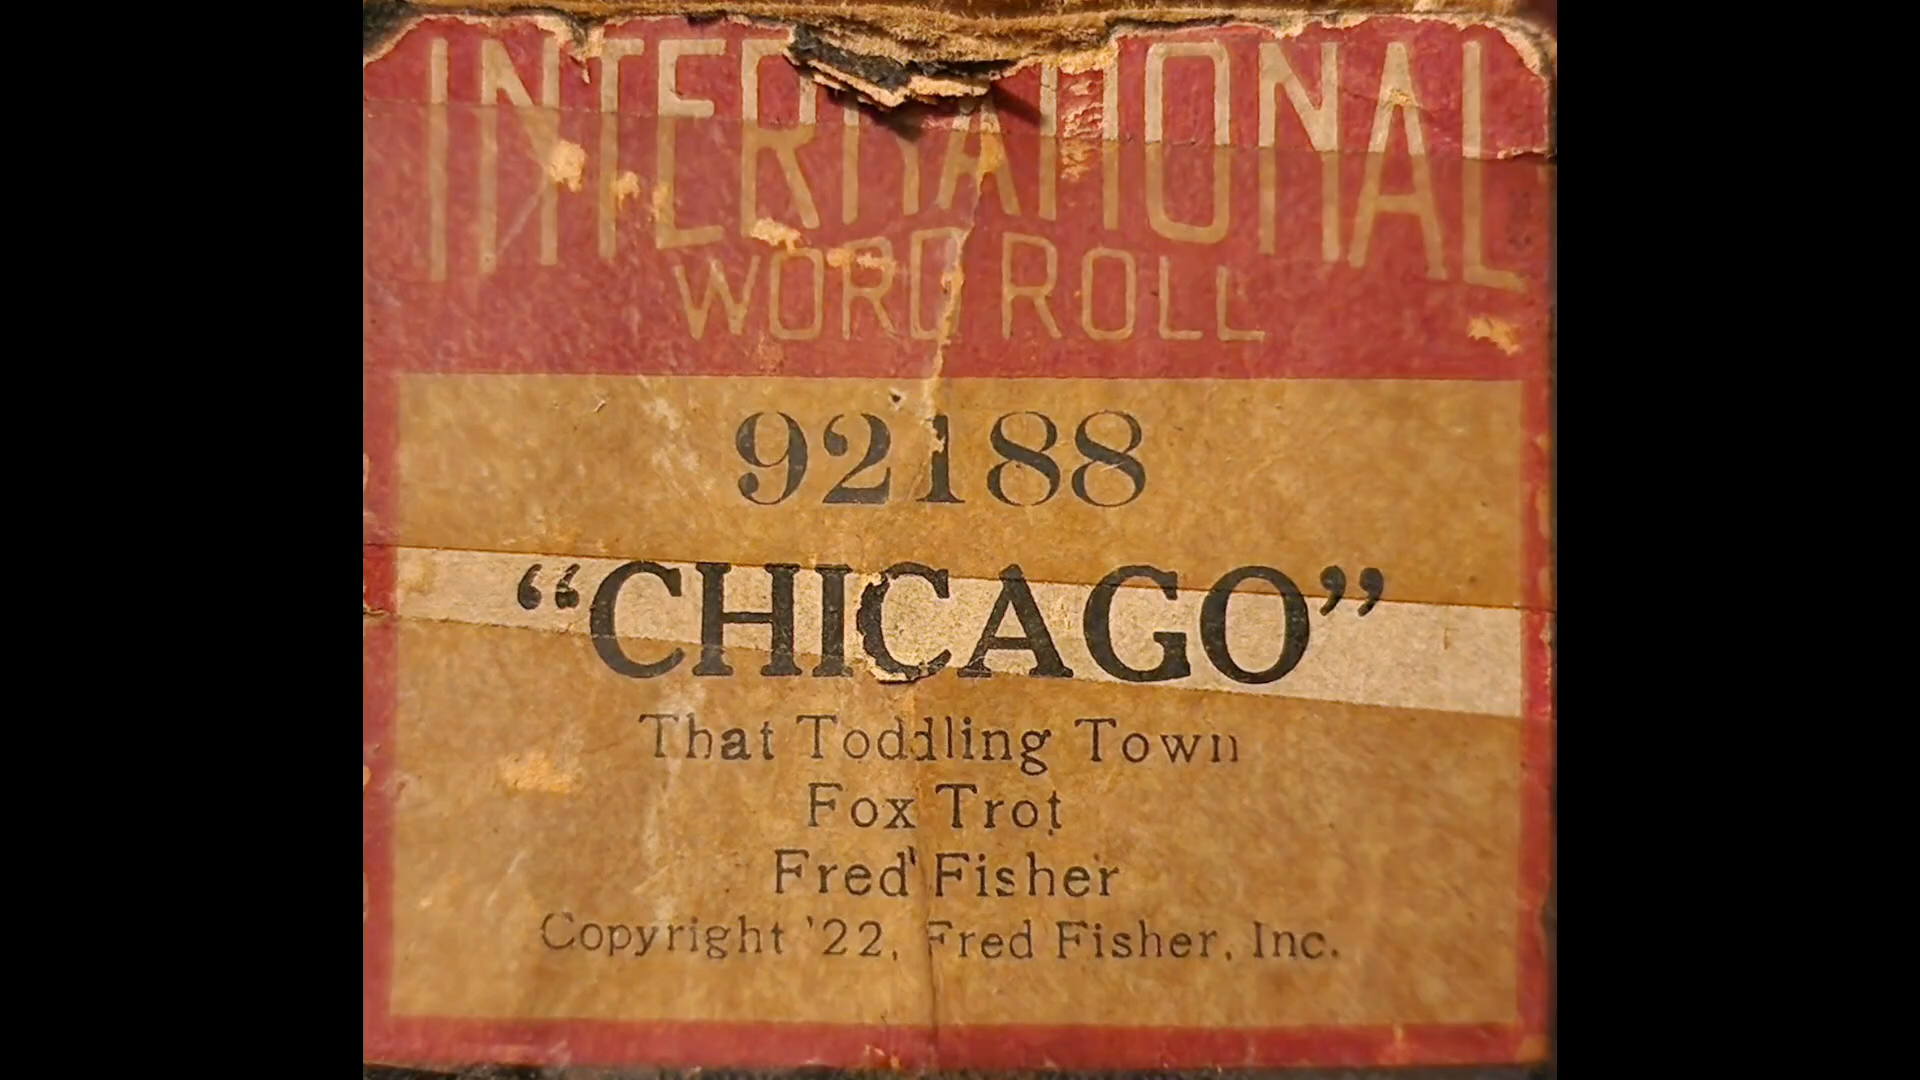 INTERNATIONAL
WORD ROLL
92188
“CHICAGO”
That Toddling Town
Fox Trot
Fred Fisher
Copyright '22, Fred Fisher, Inc.